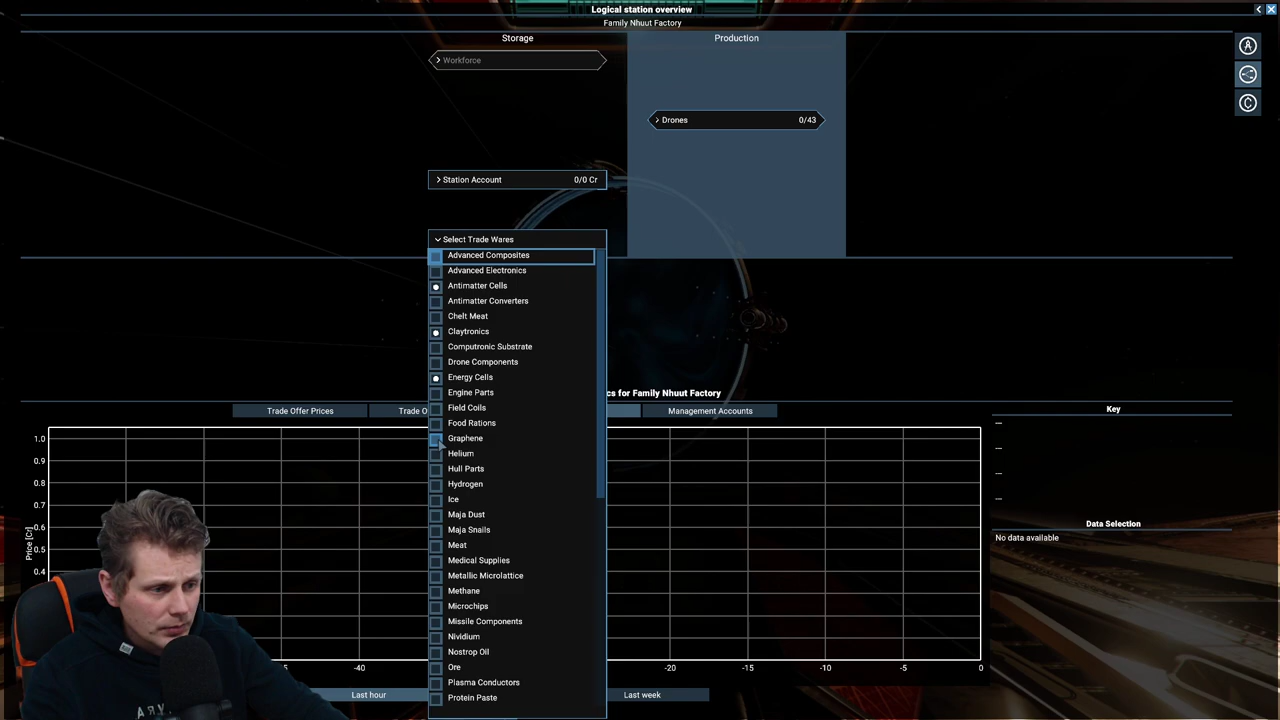 Logical station overview
Family Nhuut Factory
Storage
Production
Workforce
Drones 0/43
Station Account 0/0 Cr
Select Trade Wares
Advanced Composites
Advanced Electronics
Antimatter Cells
Antimatter Converters
Chelt Meat
Claytronics
Computronic Substrate
Drone Components
Energy Cells
Engine Parts
Field Coils
Food Rations
Graphene
Helium
Hull Parts
Hydrogen
Ice
Maja Dust
Maja Snails
Meat
Medical Supplies
Metallic Microlattice
Methane
Microchips
Missile Components
Nividium
Nostrop Oil
Ore
Plasma Conductors
Protein Paste
for Family Nhuut Factory
Trade Offer Prices
Trade
Management Accounts
Key
---
---
---
---
Data Selection
No data available
1.0
0.9
0.8
0.7
0.6
0.5
0.4
Price [Cr]
-40
-20
-15
-10
-5
0
Last hour
Last week